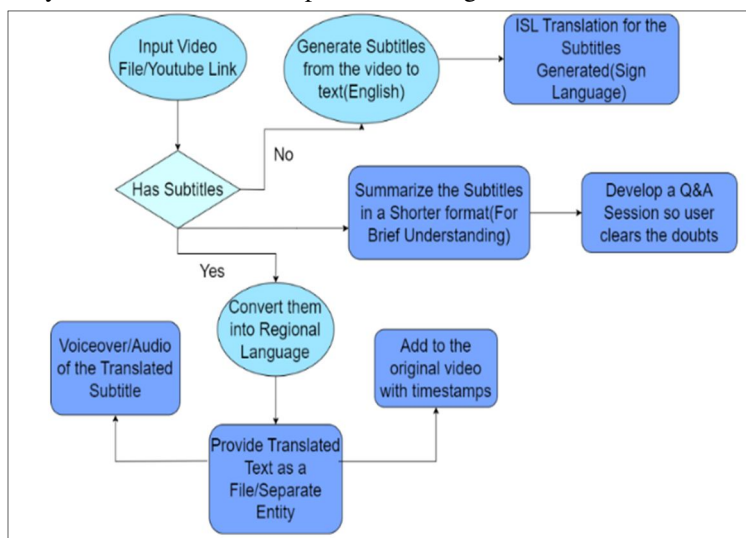 Input Video
File/Youtube Link
Generate Subtitles
from the video to
text(English)
ISL Translation for the
Subtitles
Generated(Sign
Language)
No
Has Subtitles
Summarize the Subtitles
in a Shorter format(For
Brief Understanding)
Develop a Q&A
Session so user
clears the doubts
Yes
Convert them
into Regional
Language
Voiceover/Audio
of the Translated
Subtitle
Add to the
original video
with timestamps
Provide Translated
Text as a
File/Separate
Entity